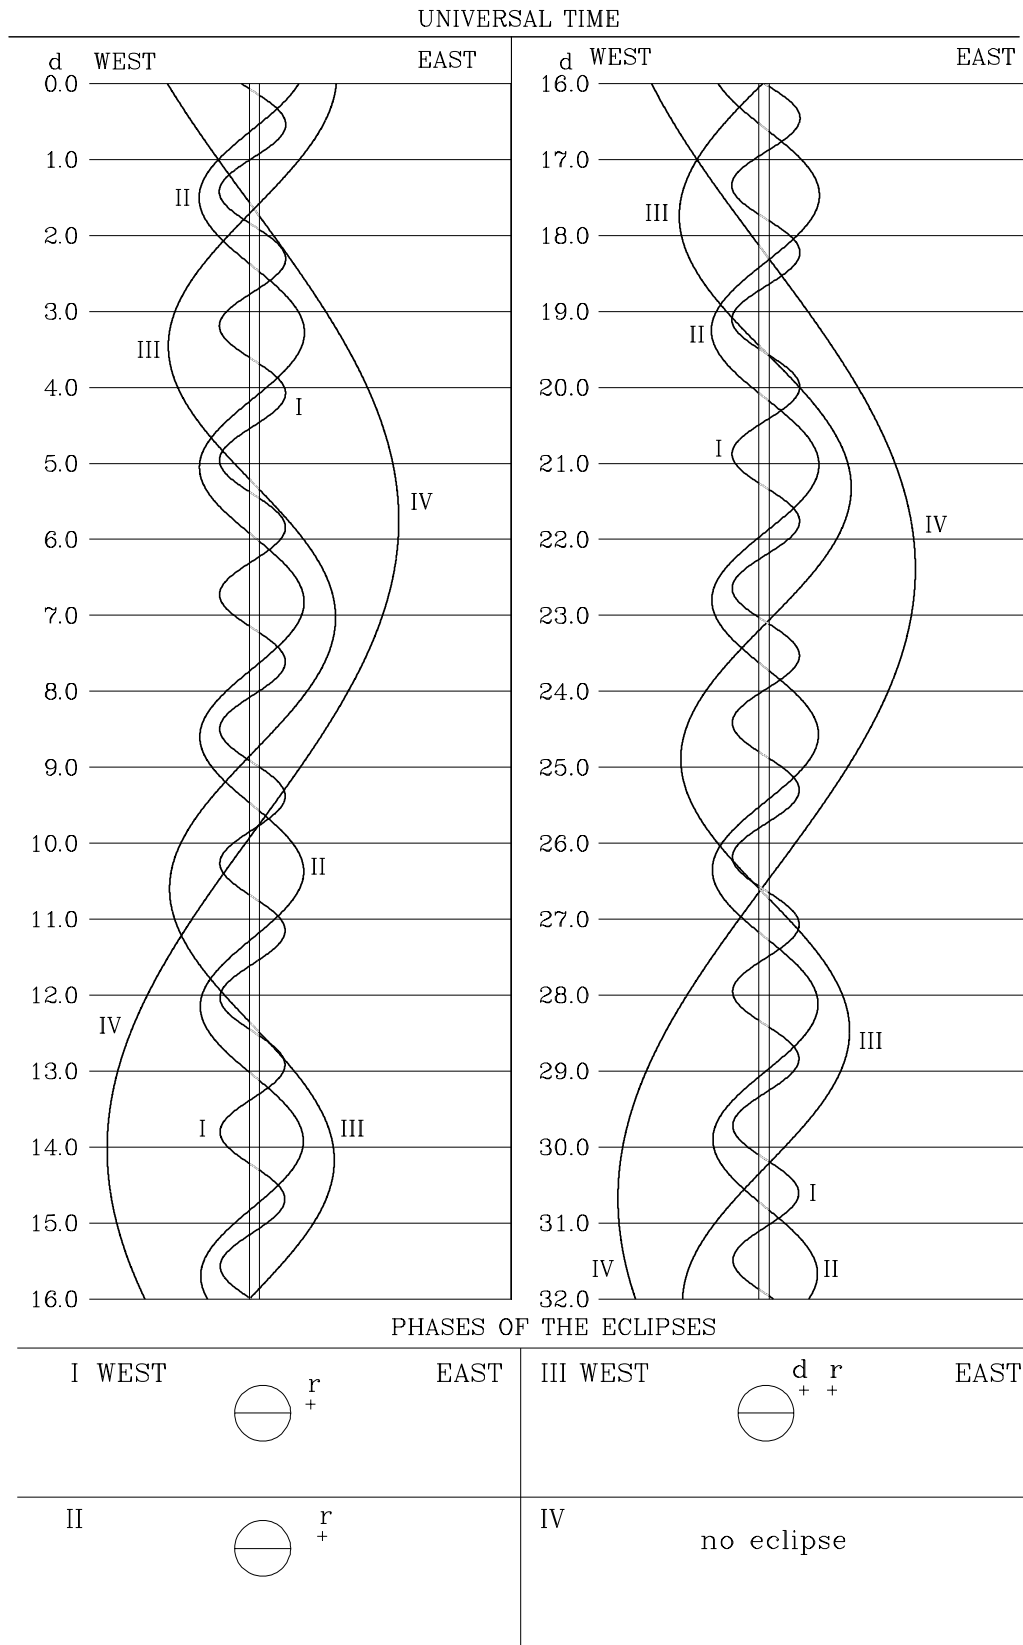 UNIVERSAL TIME
d WEST EAST
0.0
1.0
II
2.0
3.0
III
4.0
I
5.0
IV
6.0
7.0
8.0
9.0
10.0
II
11.0
12.0
IV
13.0
I III
14.0
15.0
16.0
d WEST EAST
16.0
17.0
III
18.0
19.0
II
20.0
I
21.0
IV
22.0
23.0
24.0
25.0
26.0
27.0
28.0
III
29.0
30.0
I
31.0
IV II
32.0
PHASES OF THE ECLIPSES
I WEST r EAST
+
III WEST d r EAST
+ +
II r
+
IV
no eclipse